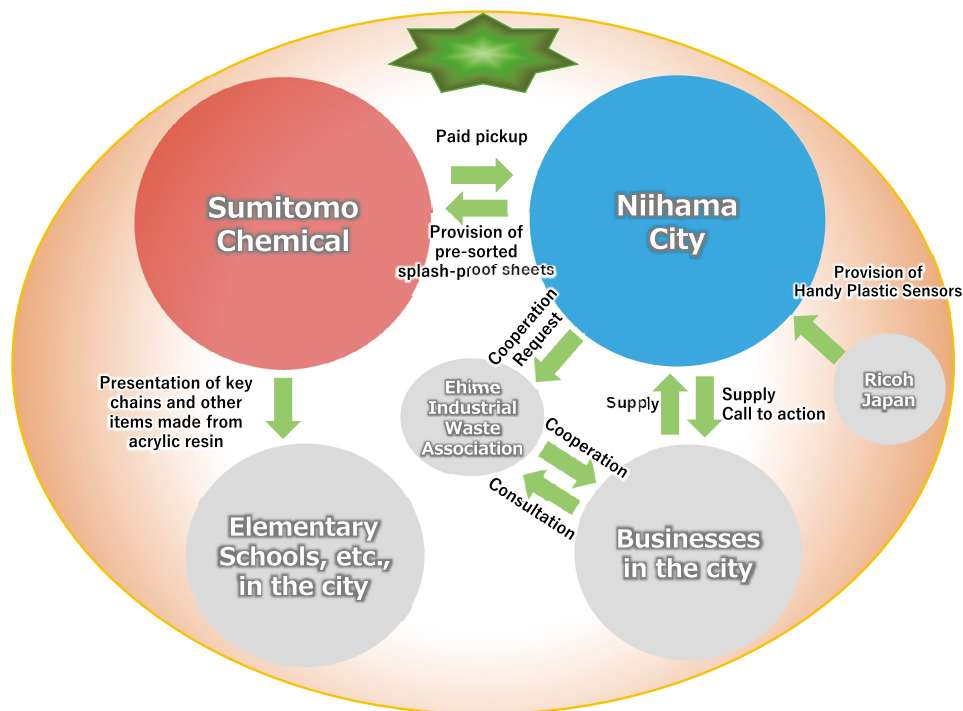 Paid pickup
Sumitomo
Chemical
Niihama
City
Provision of
pre-sorted
splash-proof sheets
Provision of
Handy Plastic Sensors
Cooperation
Request
Presentation of key
chains and other
items made from
acrylic resin
Ehime
Industrial
Waste
Association
Supply
Supply
Call to action
Ricoh
Japan
Cooperation
Consultation
Elementary
Schools, etc.,
in the city
Businesses
in the city